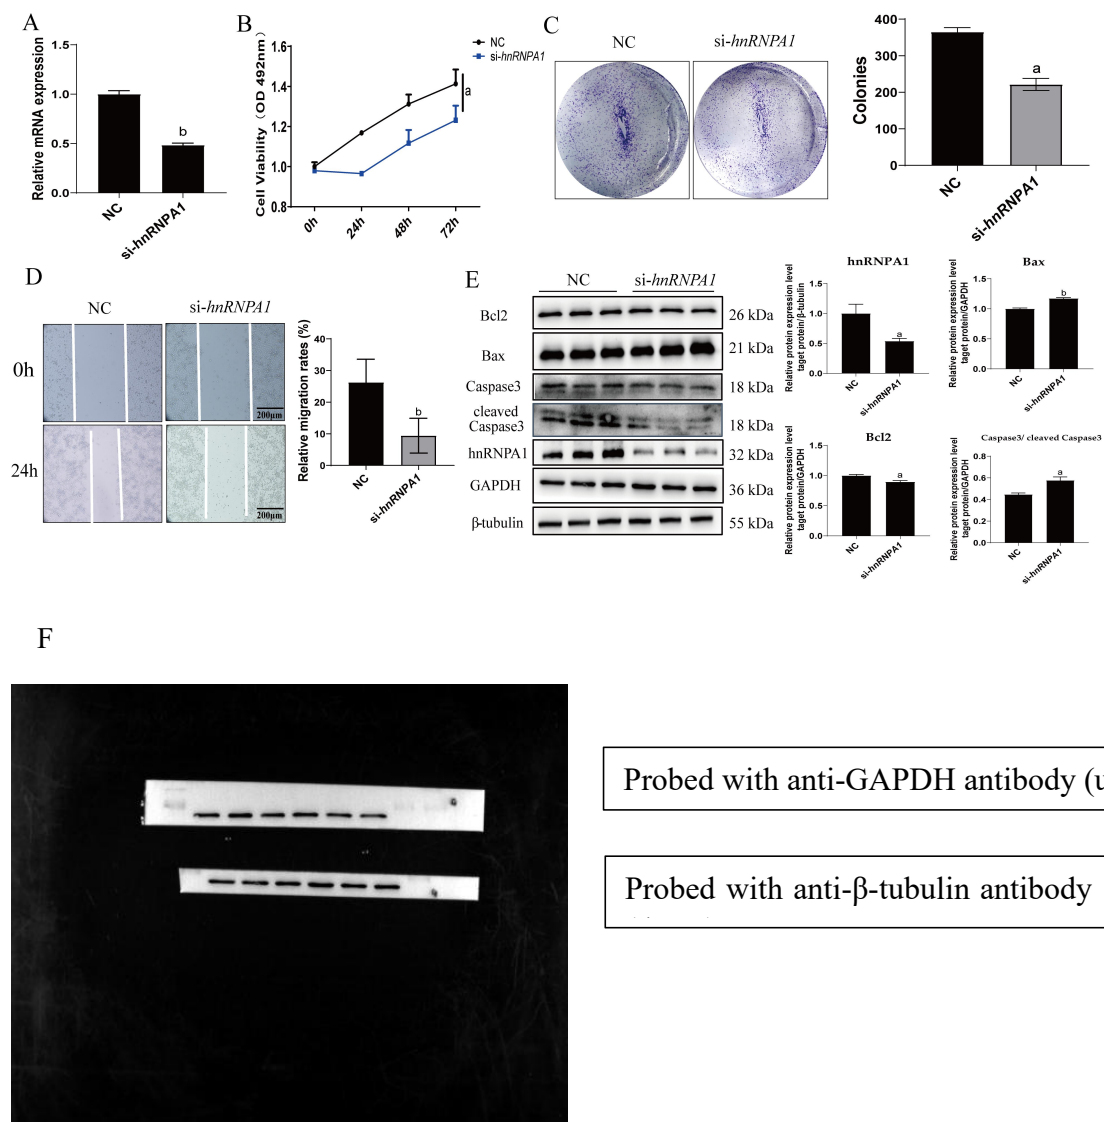 A
Relative mRNA expression
1.5
1.0
0.5
0.0
b
NC
si-hnRNPA1
B
Cell Viability（OD 492nm）
1.6
1.4
1.2
1.0
0.8
NC
si-hnRNPA1
a
0h
24h
48h
72h
C
NC
si-hnRNPA1
Colonies
400
300
200
100
0
a
NC
si-hnRNPA1
D
NC
si-hnRNPA1
0h
200μm
24h
200μm
Relative migration rates (%)
40
30
20
10
0
b
NC
si-hnRNPA1
E
NC
si-hnRNPA1
Bcl2
26 kDa
Bax
21 kDa
Caspase3
18 kDa
cleaved
Caspase3
18 kDa
hnRNPA1
32 kDa
GAPDH
36 kDa
β-tubulin
55 kDa
hnRNPA1
Relative protein expression level
taget protein/β-tubulin
1.5
1.0
0.5
0.0
a
NC
si-hnRNPA1
Bax
Relative protein expression level
taget protein/GAPDH
1.5
1.0
0.5
0.0
b
NC
si-hnRNPA1
Bcl2
Relative protein expression level
taget protein/GAPDH
1.5
1.0
0.5
0.0
a
NC
si-hnRNPA1
Caspase3/ cleaved Caspase3
Relative protein expression level
taget protein/GAPDH
0.8
0.6
0.4
0.2
0.0
a
NC
si-hnRNPA1
F
Probed with anti-GAPDH antibody (u
Probed with anti-β-tubulin antibody